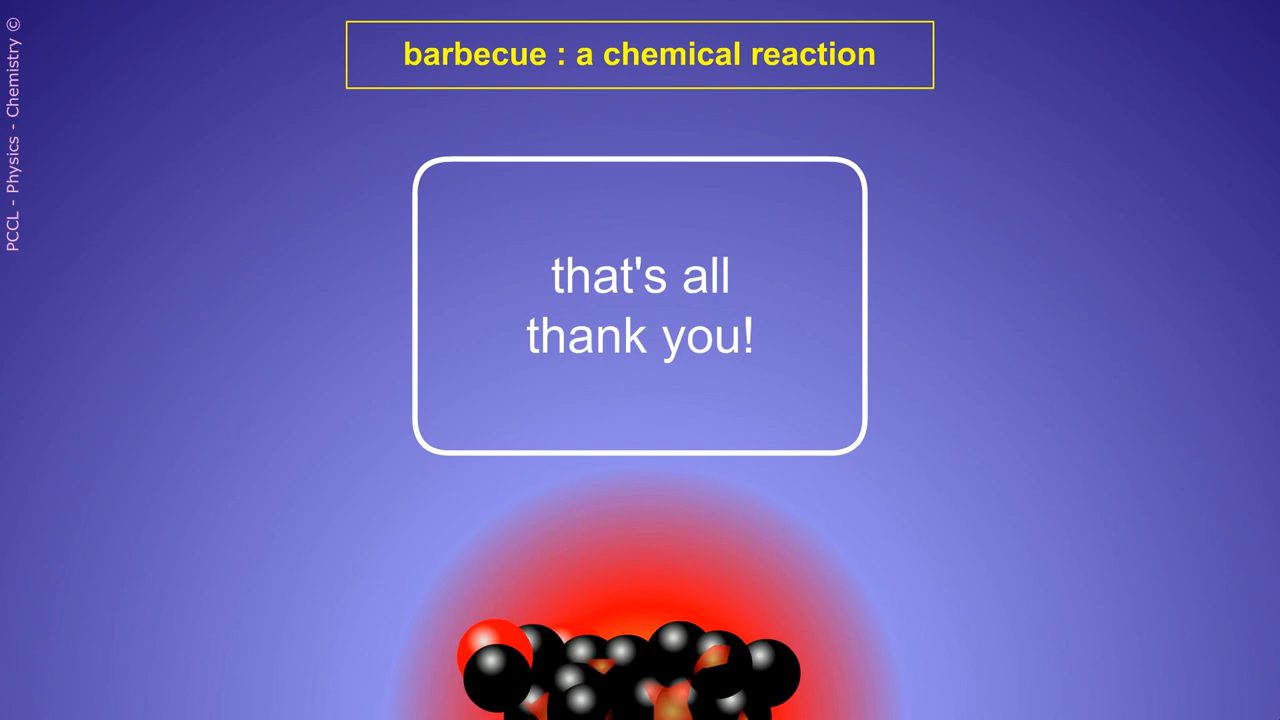 barbecue : a chemical reaction
that's all
thank you!
PCCL - Physics - Chemistry ©